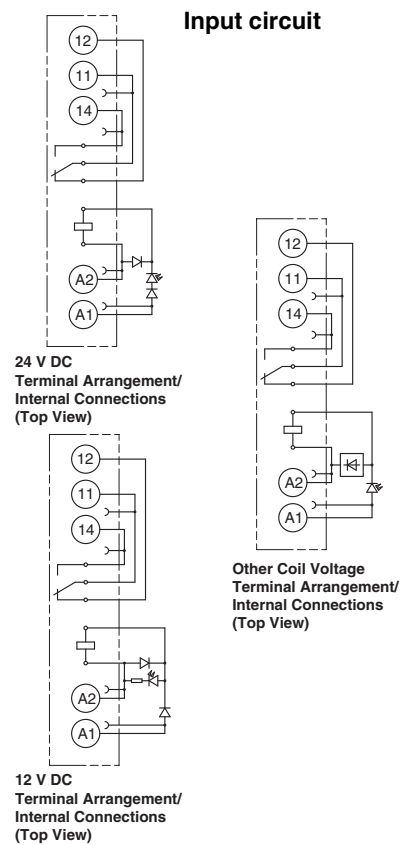 Input circuit
12
11
14
A2
A1
24 V DC
Terminal Arrangement/
Internal Connections
(Top View)
12
11
14
A2
A1
Other Coil Voltage
Terminal Arrangement/
Internal Connections
(Top View)
12
11
14
A2
A1
12 V DC
Terminal Arrangement/
Internal Connections
(Top View)